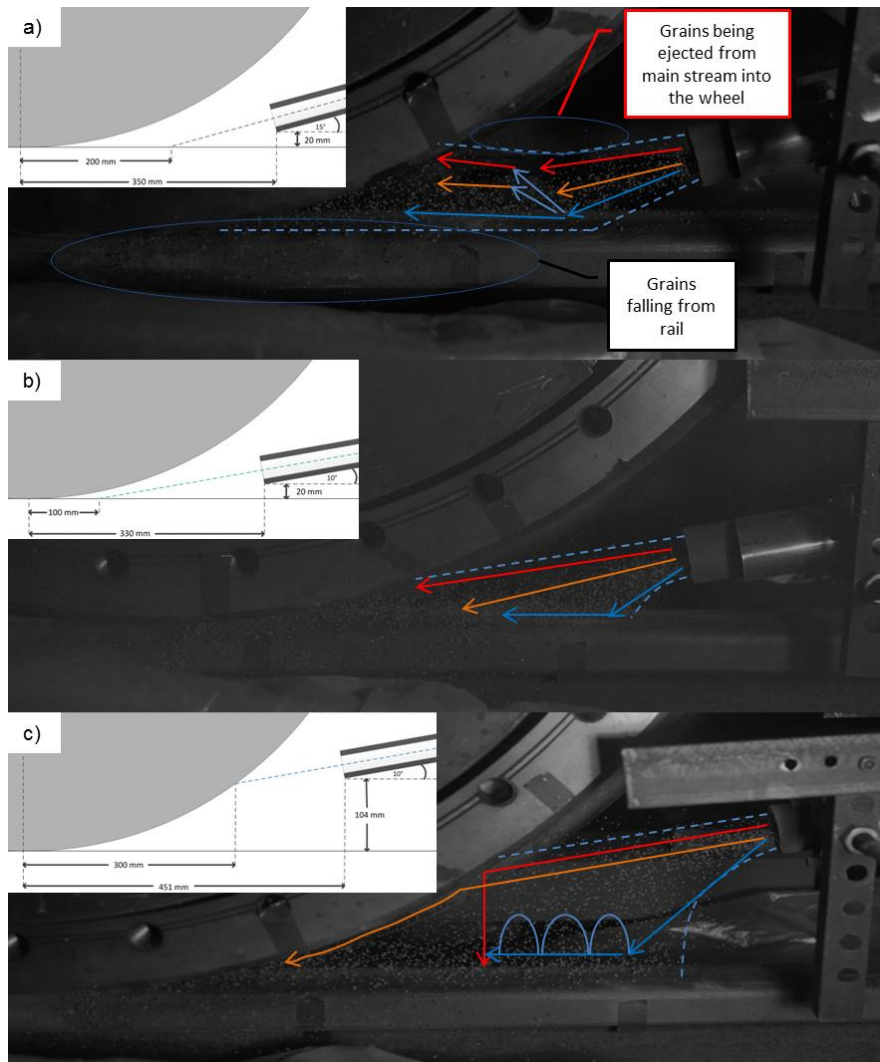 a)
15°
20 mm
200 mm
350 mm
Grains being
ejected from
main stream into
the wheel
Grains
falling from
rail
b)
10°
20 mm
100 mm
330 mm
c)
10°
104 mm
300 mm
451 mm